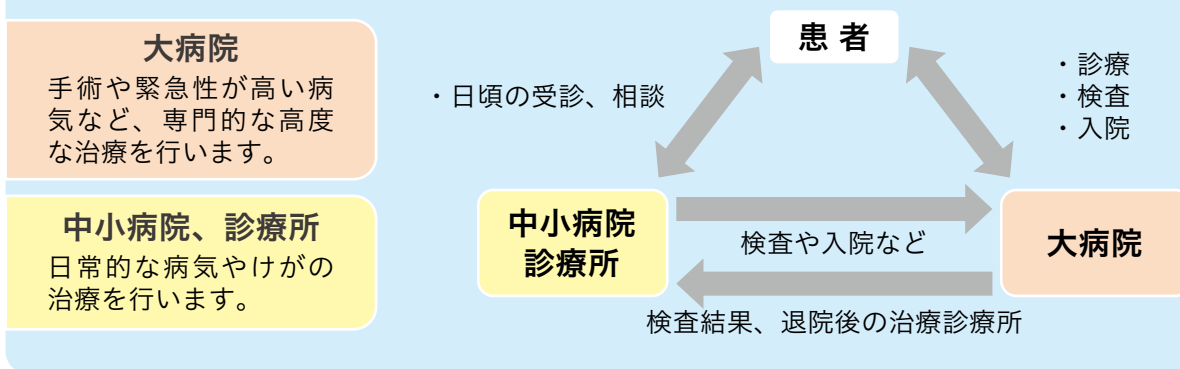 大病院
手術や緊急性が高い病
気など、専門的な高度
な治療を行います。
中小病院、診療所
日常的な病気やけがの
治療を行います。
患 者
・日頃の受診、相談
・診療
・検査
・入院
中小病院
診療所
検査や入院など
大病院
検査結果、退院後の治療診療所